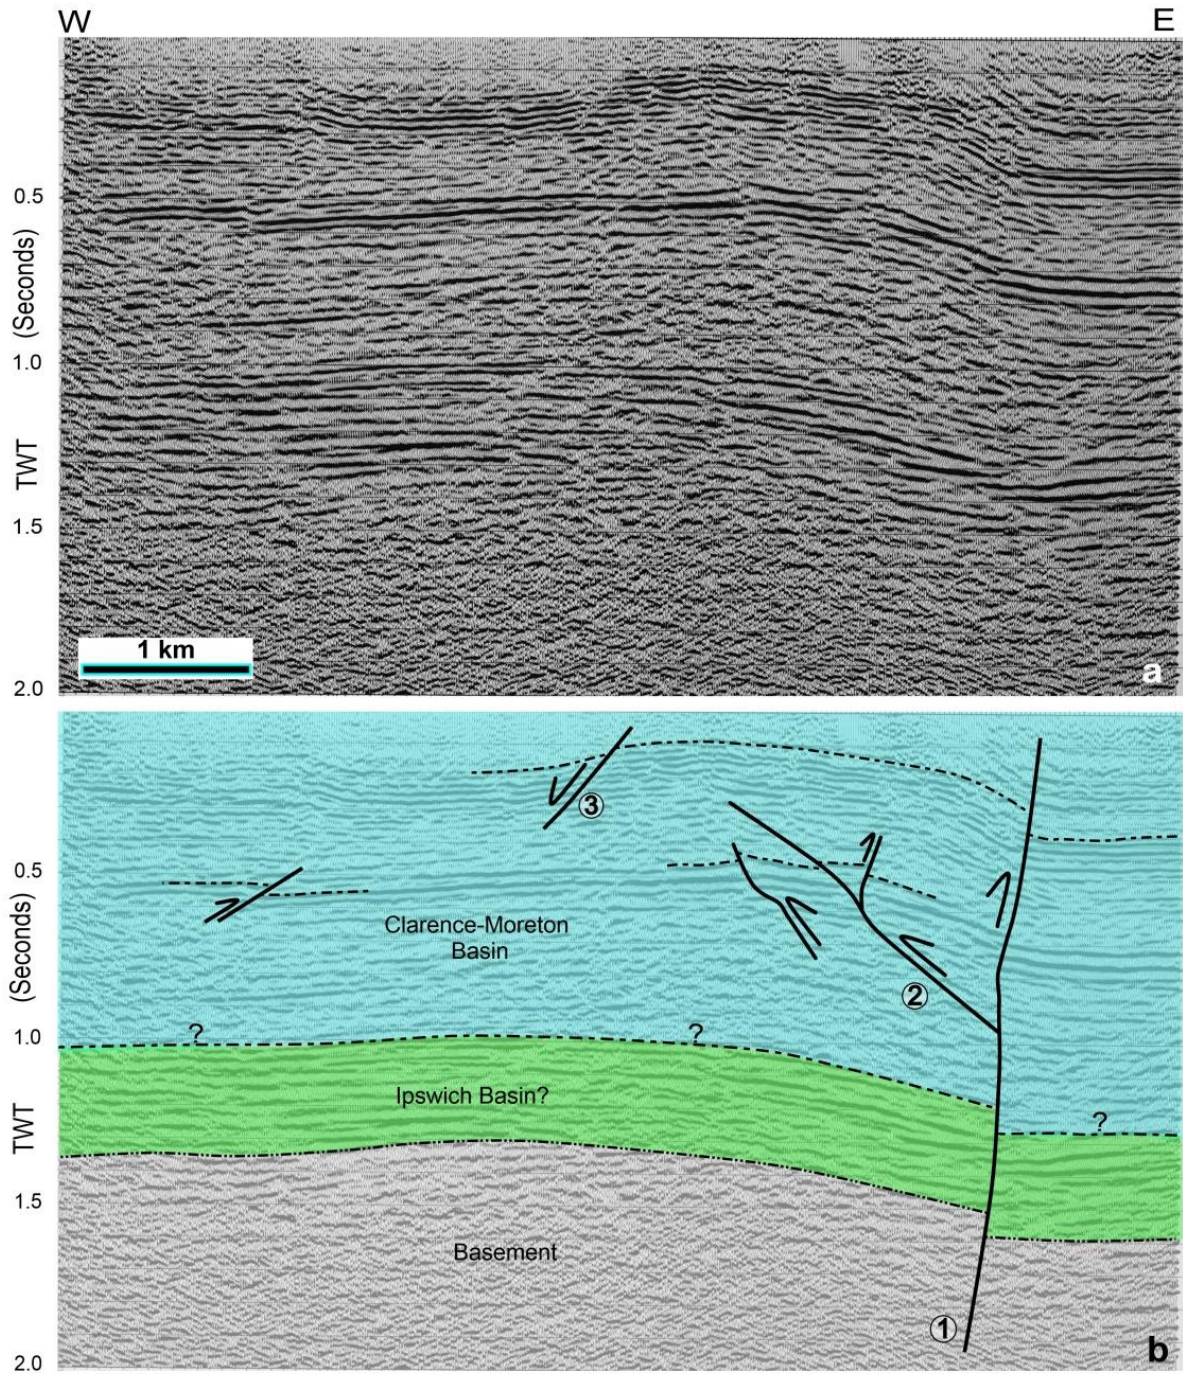 W
E
0.5
(Seconds)
1.0
TWT
1.5
1 km
2.0
a
3
0.5
Clarence-Moreton
Basin
(Seconds)
2
1.0
?
?
Ipswich Basin?
TWT
?
1.5
Basement
1
2.0
b